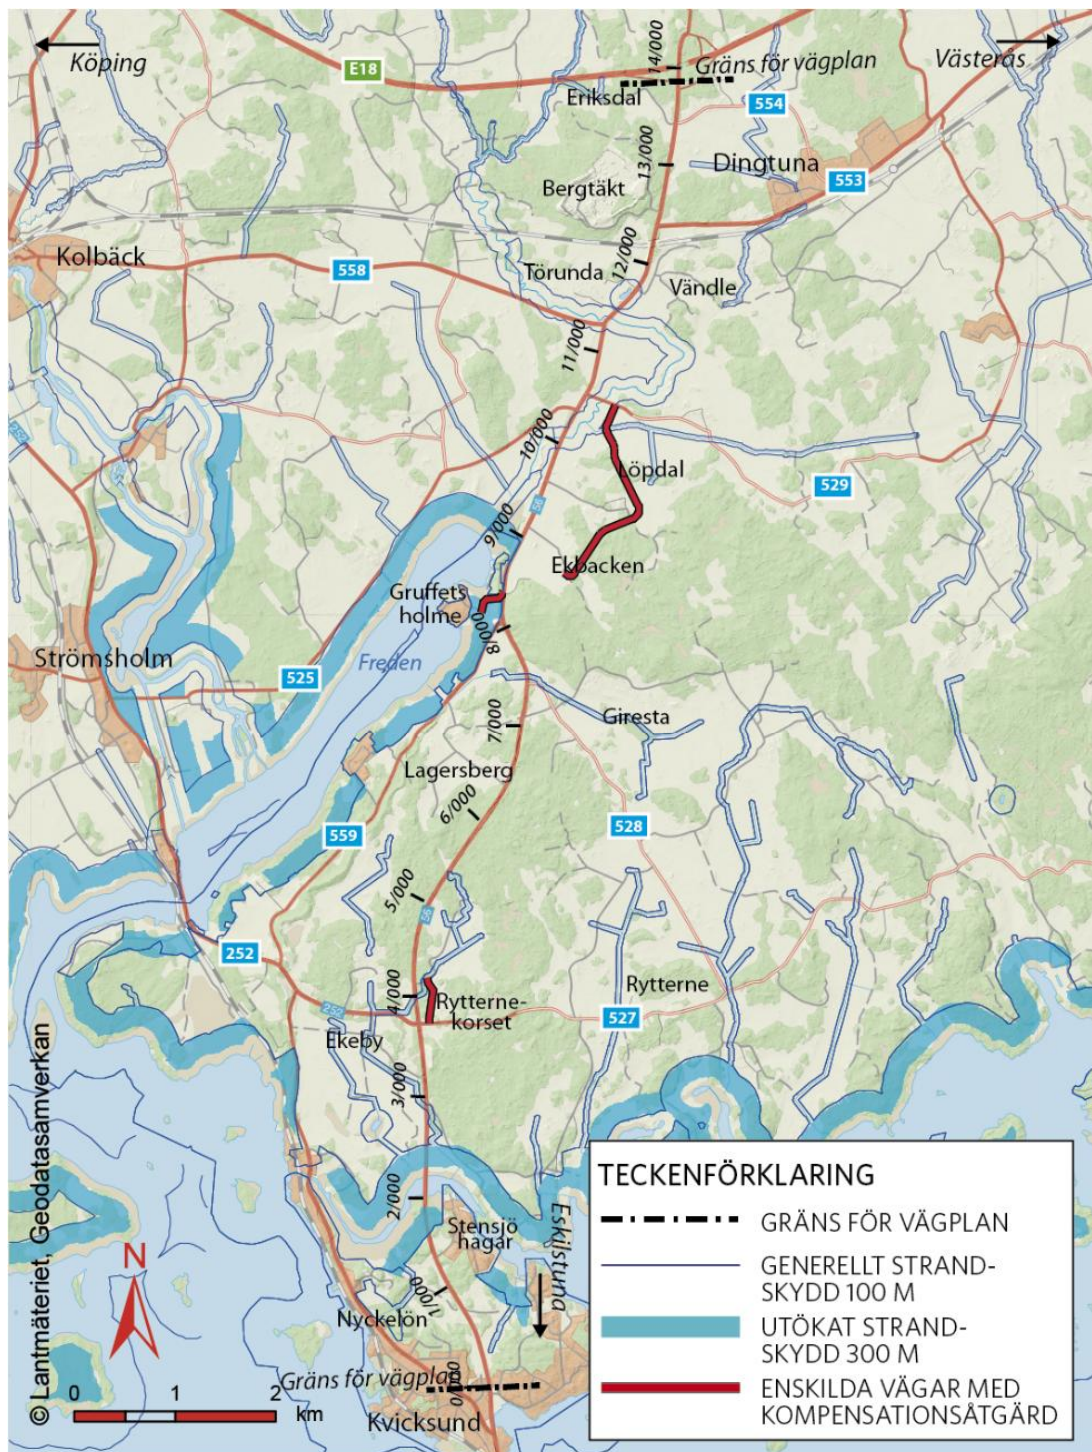 Köping
Västerås
14/000
Gräns för vägplan
E18
Eriksdal
554
13/000
Dingtuna
553
Bergtäkt
Kolbäck
558
Törunda
12/000
Vändle
11/000
252
10/000
Löpdal
529
56
9/000
Ekbacken
Gruffets
holme
8/000
Strömsholm
Freden
525
Giresta
7/000
Lagersberg
6/000
559
528
5/000
56
252
4/000
Rytterne
Rytterne-
korset
252
527
Ekeby
3/000
2/000
Stensjö
hagar
Eskilstuna
1/000
Nyckelön
Gräns för vägplan
0/000
Kvicksund
N
0 1 2
km
© Lantmäteriet, Geodatasamverkan
TECKENFÖRKLARING
GRÄNS FÖR VÄGPLAN
GENERELLT STRAND-
SKYDD 100 M
UTÖKAT STRAND-
SKYDD 300 M
ENSKILDA VÄGAR MED
KOMPENSATIONSÅTGÄRD